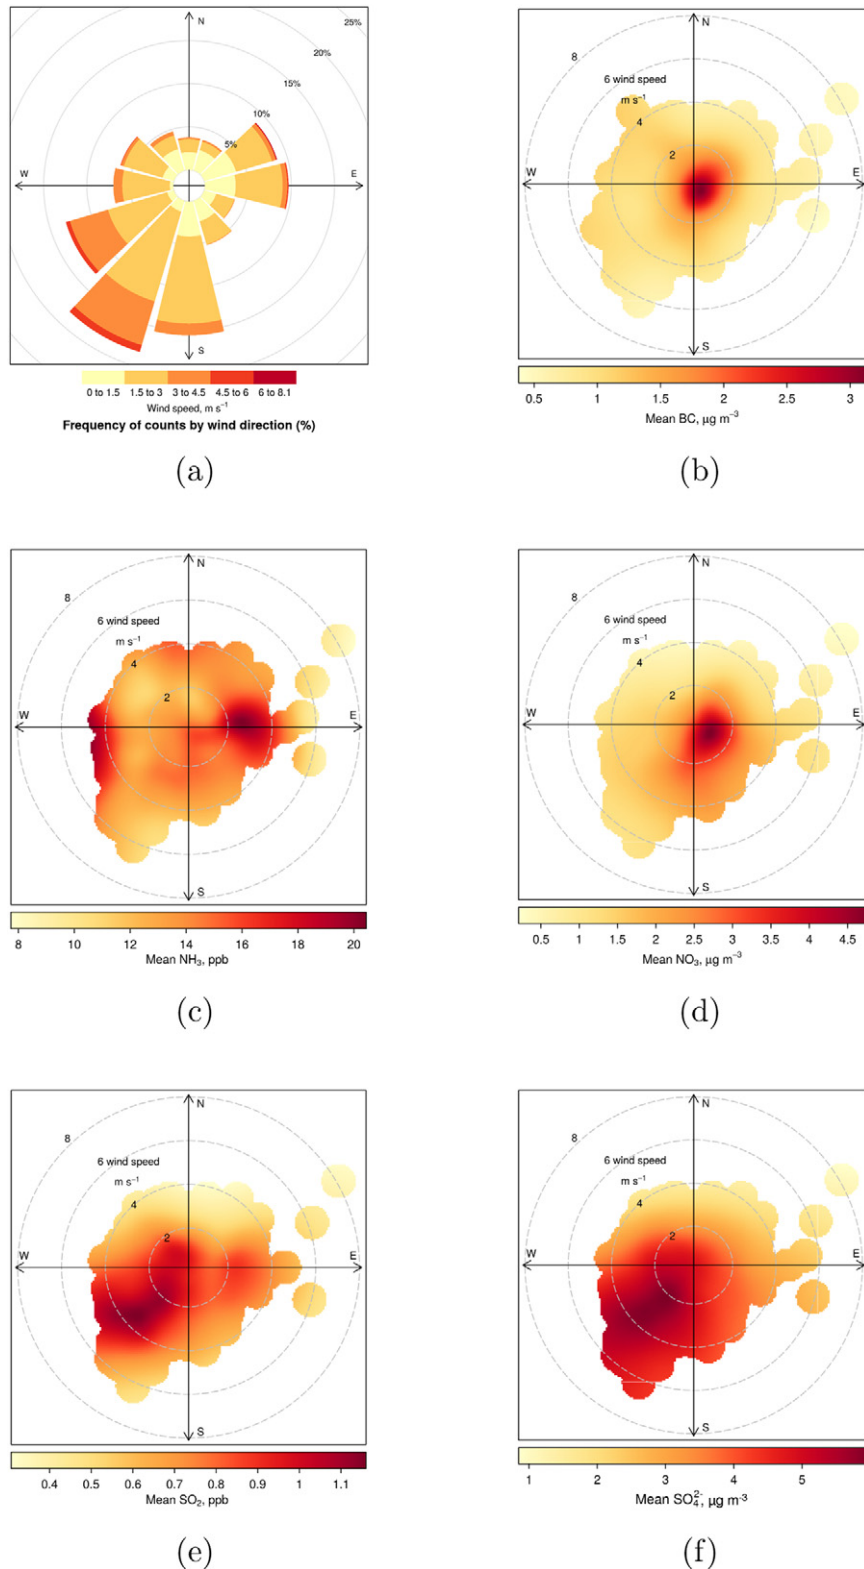 25%
N
20%
15%
10%
5%
W
E
S
0 to 1.5 1.5 to 3 3 to 4.5 4.5 to 6 6 to 8.1
Wind speed, m s⁻¹
Frequency of counts by wind direction (%)
(a)
N
8
6 wind speed
m s⁻¹
4
2
W
E
S
0.5 1 1.5 2 2.5 3
Mean BC, µg m⁻³
(b)
N
8
6 wind speed
m s⁻¹
4
2
W
E
S
8 10 12 14 16 18 20
Mean NH₃, ppb
(c)
N
8
6 wind speed
m s⁻¹
4
2
W
E
S
0.5 1 1.5 2 2.5 3 3.5 4 4.5
Mean NO₃, µg m⁻³
(d)
N
8
6 wind speed
m s⁻¹
4
2
W
E
S
0.4 0.5 0.6 0.7 0.8 0.9 1 1.1
Mean SO₂, ppb
(e)
N
8
6 wind speed
m s⁻¹
4
2
W
E
S
1 2 3 4 5
Mean SO₄²⁻, µg m⁻³
(f)